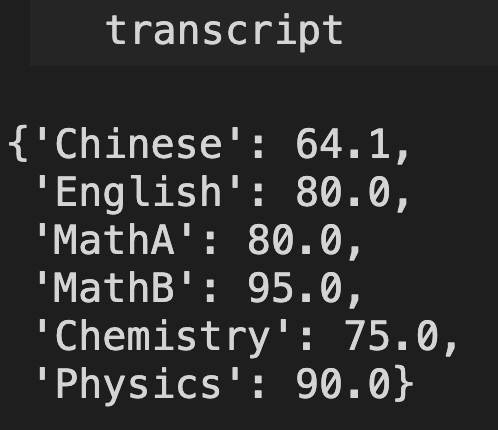 transcript
{'Chinese': 64.1,
'English': 80.0,
'MathA': 80.0,
'MathB': 95.0,
'Chemistry': 75.0,
'Physics': 90.0}